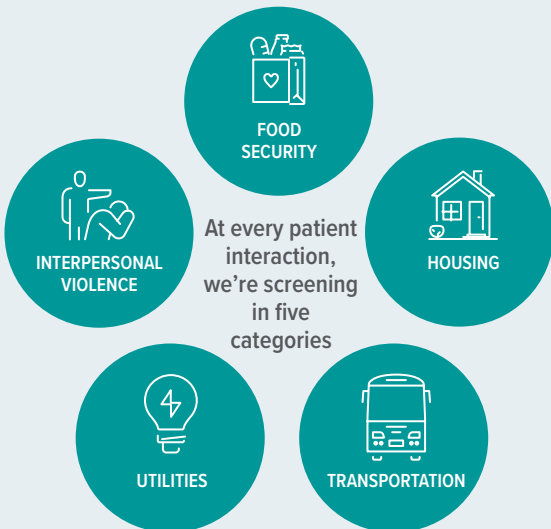 FOOD
SECURITY
INTERPERSONAL
VIOLENCE
At every patient
interaction,
we’re screening
in five
categories
HOUSING
UTILITIES
TRANSPORTATION